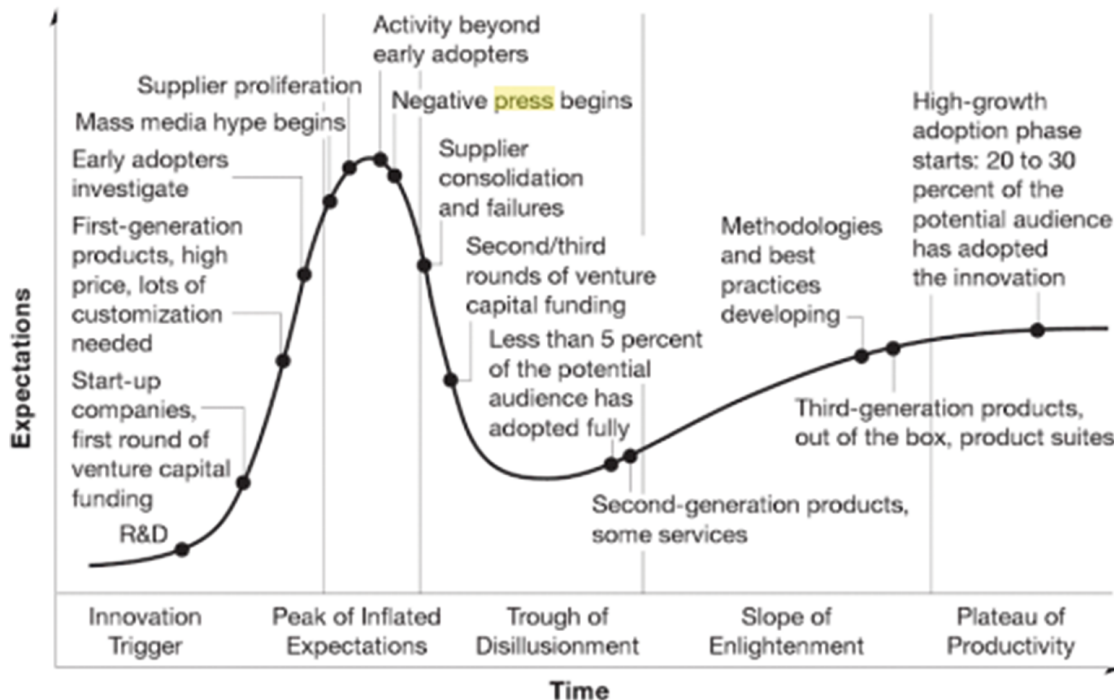 Activity beyond
early adopters
Supplier proliferation
Negative press begins
Mass media hype begins
Early adopters
investigate
First-generation
products, high
price, lots of
customization
needed
Start-up
companies,
first round of
venture capital
funding
R&D
Supplier
consolidation
and failures
Second/third
rounds of venture
capital funding
Less than 5 percent
of the potential
audience has
adopted fully
Second-generation products,
some services
Methodologies
and best
practices
developing
Third-generation products,
out of the box, product suites
High-growth
adoption phase
starts: 20 to 30
percent of the
potential audience
has adopted
the innovation
Expectations
Innovation
Trigger
Peak of Inflated
Expectations
Trough of
Disillusionment
Slope of
Enlightenment
Plateau of
Productivity
Time